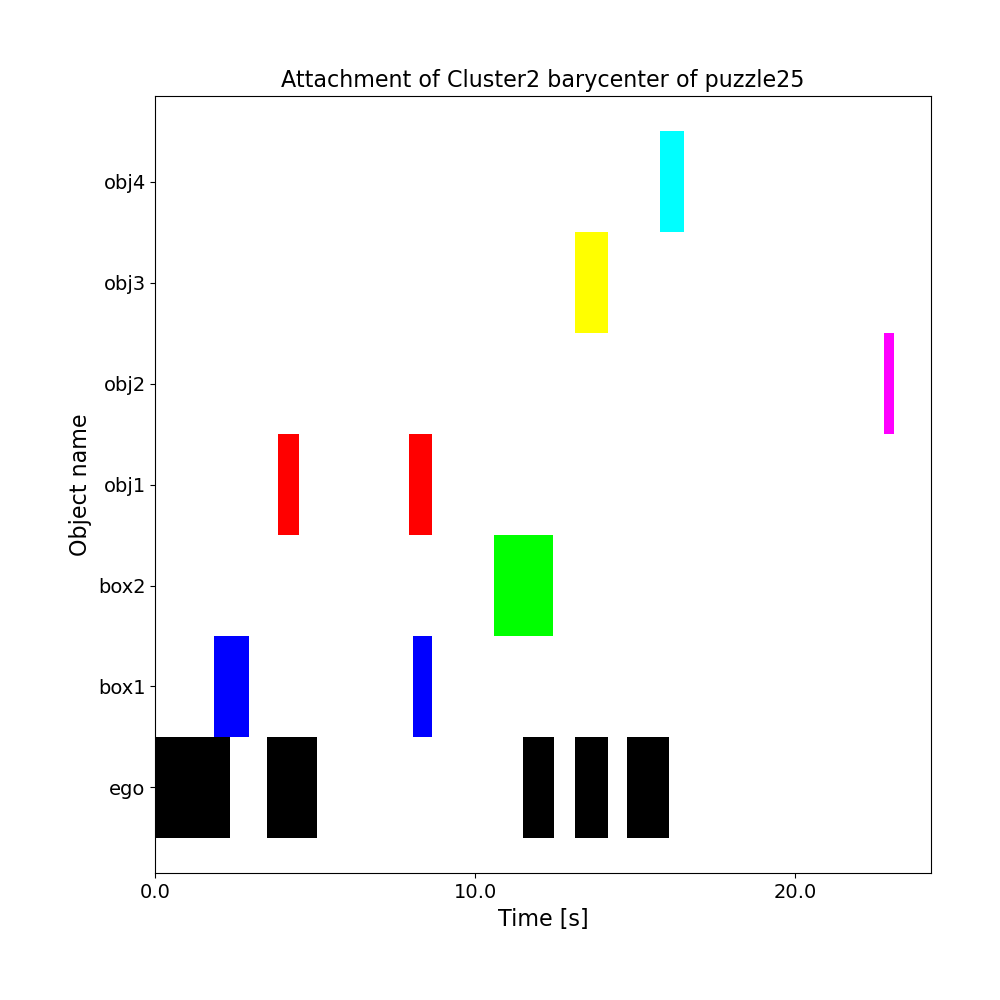 Attachment of Cluster2 barycenter of puzzle25
obj4
obj3
obj2
obj1
box2
box1
ego
Object name
0.0 10.0 20.0
Time [s]